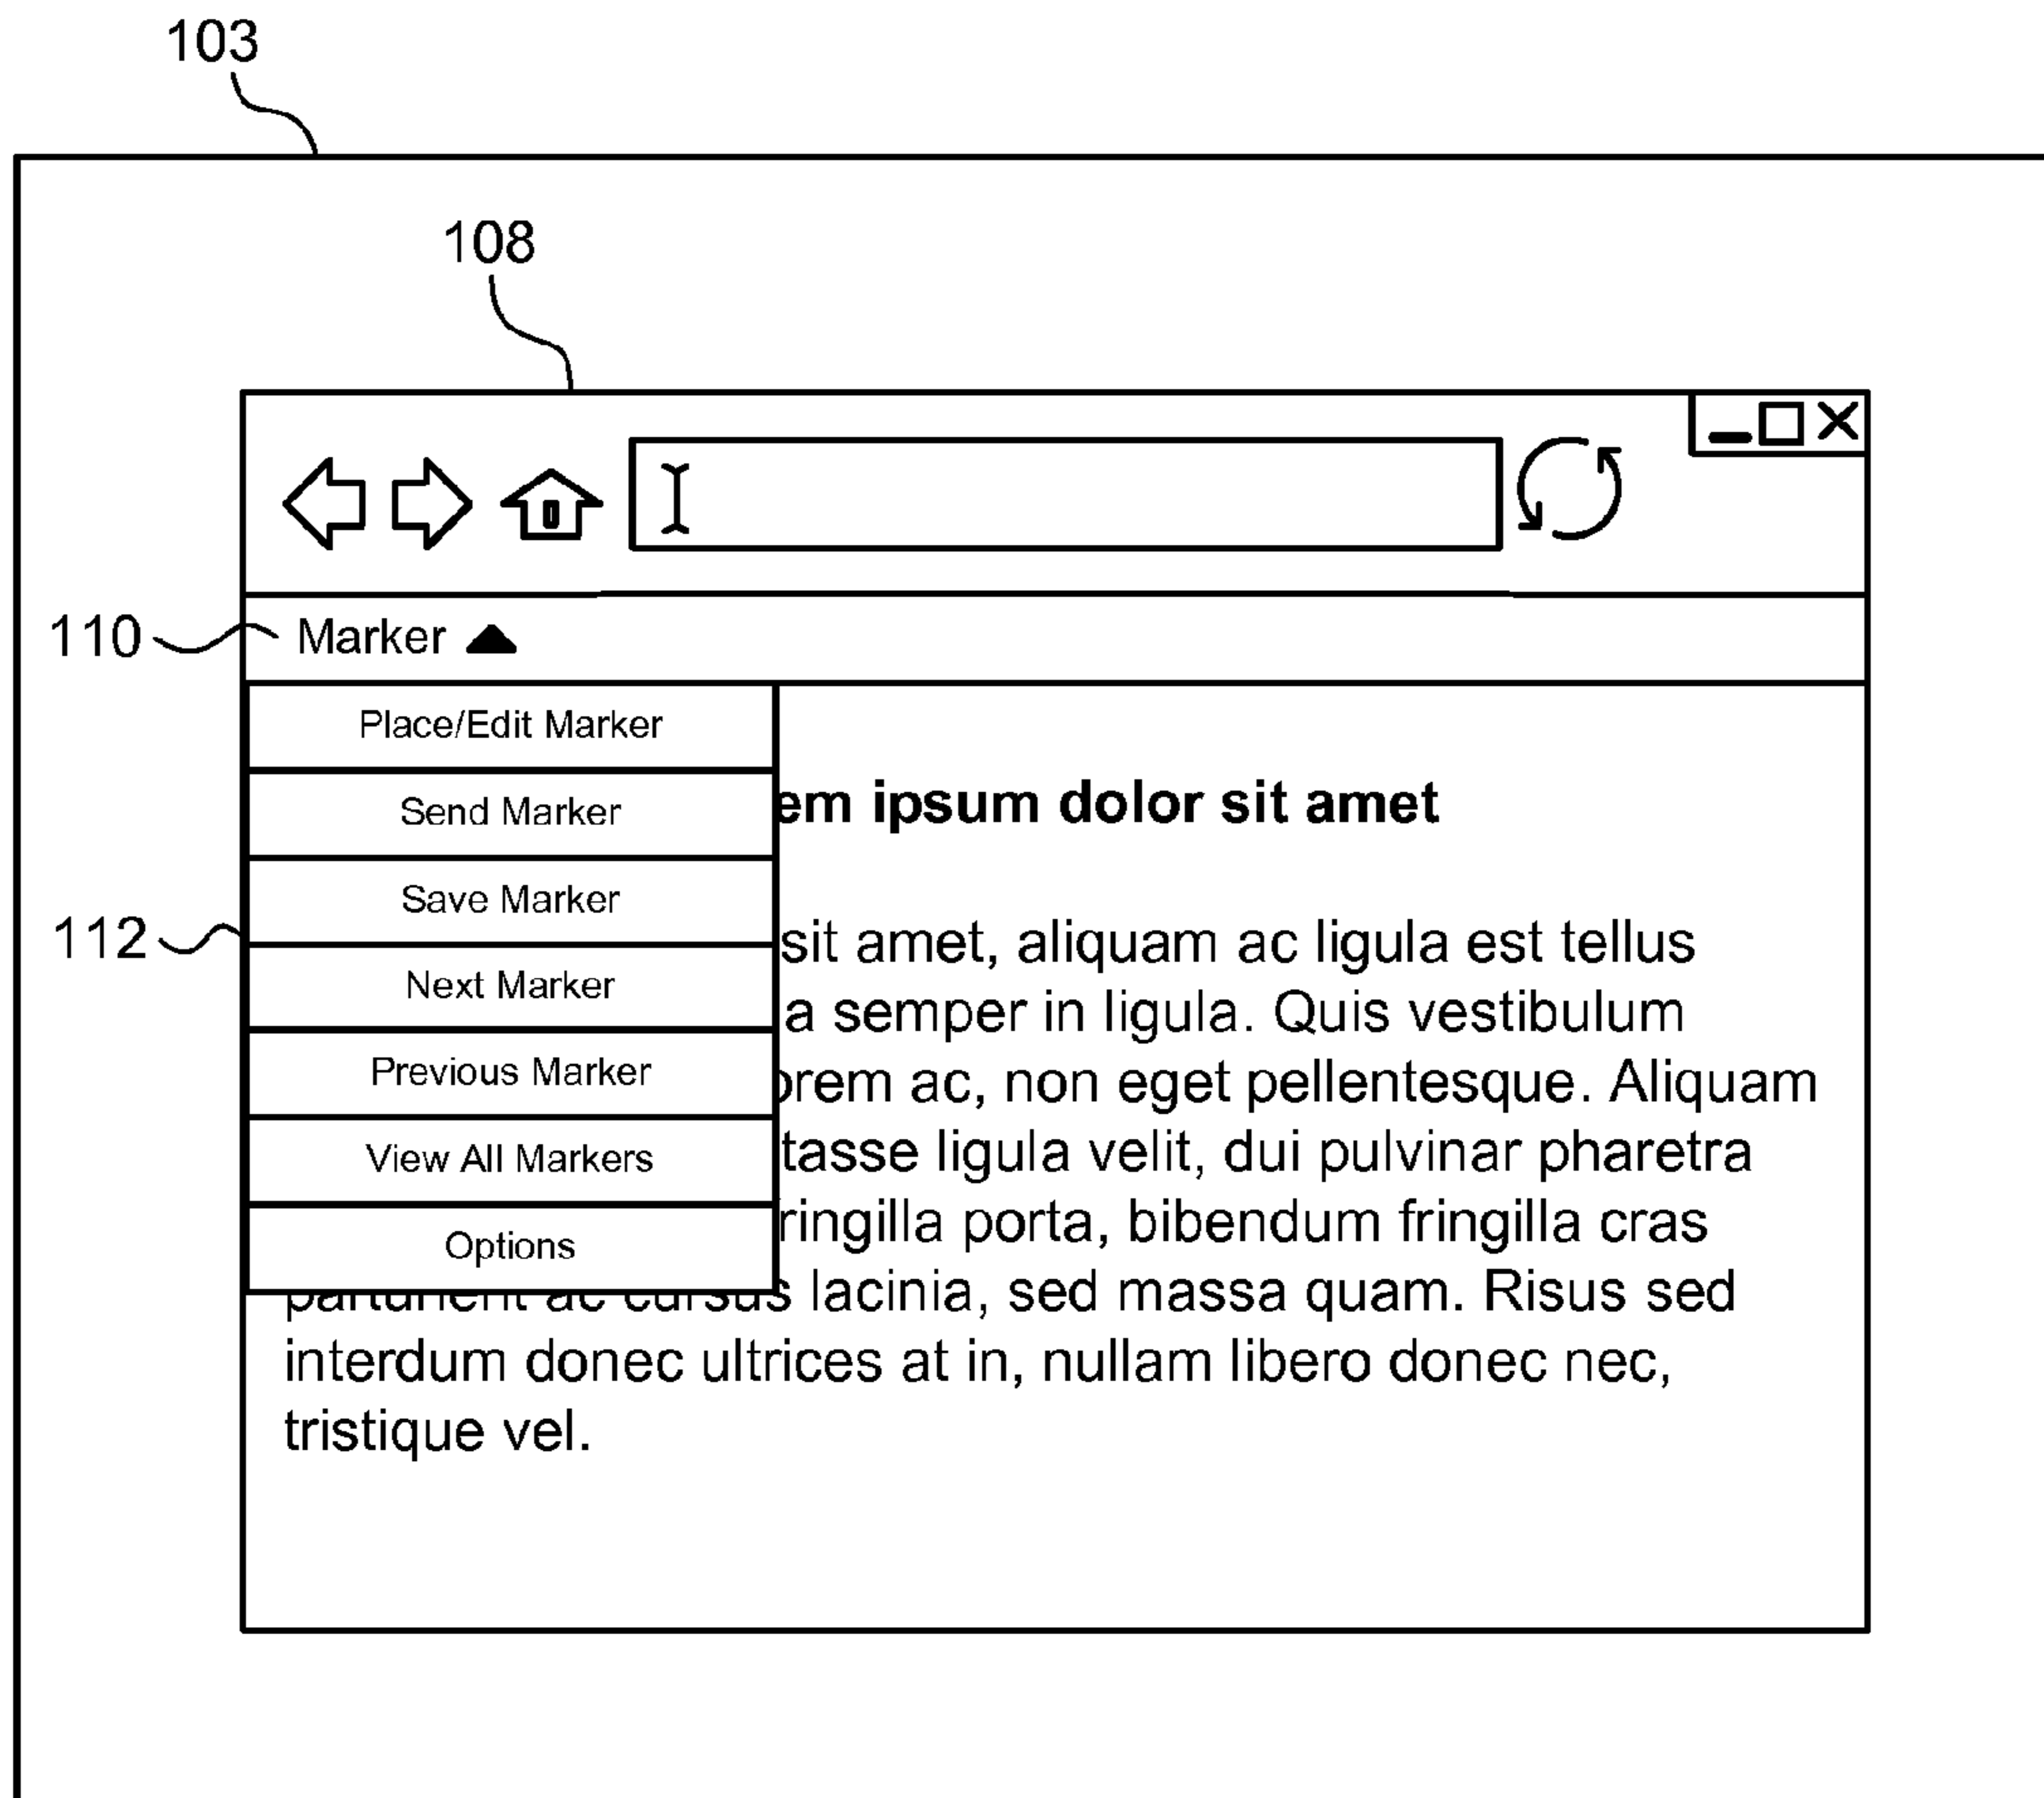 103
108
110
Marker
Place/Edit Marker
Send Marker
em ipsum dolor sit amet
Save Marker
112
sit amet, aliquam ac ligula est tellus
Next Marker
a semper in ligula. Quis vestibulum
Previous Marker
orem ac, non eget pellentesque. Aliquam
View All Markers
tasse ligula velit, dui pulvinar pharetra
ringilla porta, bibendum fringilla cras
Options
parturient ac cursus lacinia, sed massa quam. Risus sed
interdum donec ultrices at in, nullam libero donec nec,
tristique vel.